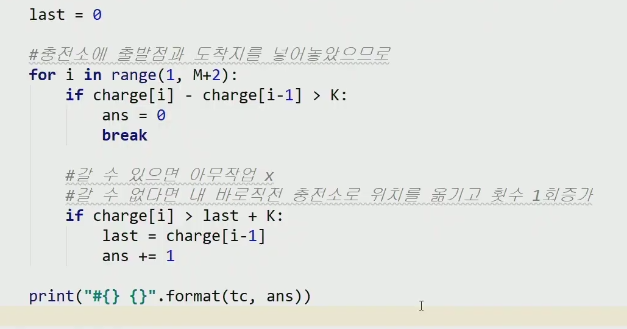 last = 0
#충전소에 출발점과 도착지를 넣어놓았으므로
for i in range(1, M+2):
if charge[i] - charge[i-1] > K:
ans = 0
break
#갈 수 있으면 아무작업 x
#갈 수 없다면 내 바로직전 충전소로 위치를 옮기고 횟수 1회증가
if charge[i] > last + K:
last = charge[i-1]
ans += 1
print("#{} {}".format(tc, ans))